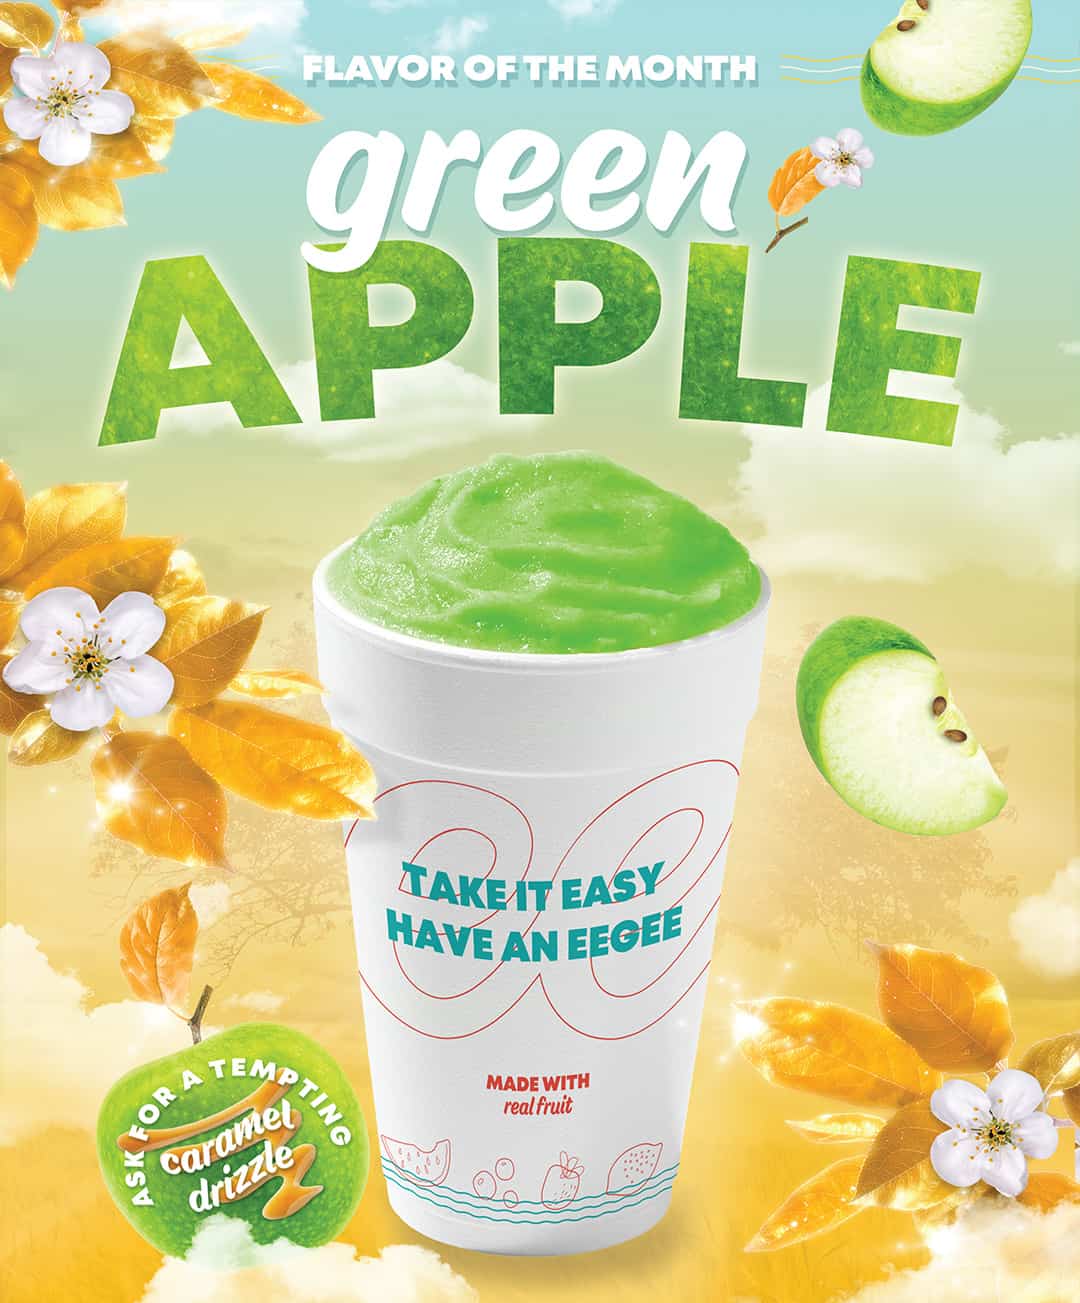 FLAVOR OF THE MONTH
green
APPLE
TAKE IT EASY
HAVE AN EEGEE
MADE WITH
real fruit
ASK FOR A TEMPTING
caramel
drizzle